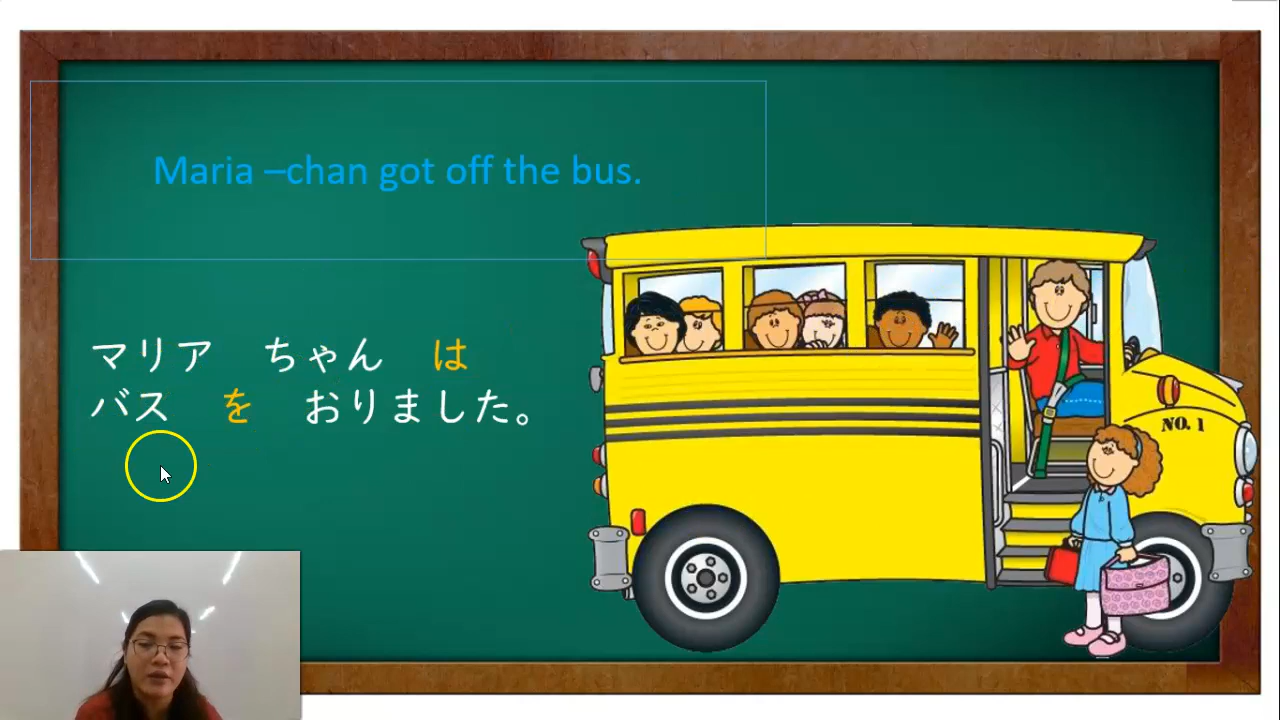 Maria –chan got off the bus.
マリア ちゃん は
バス を おりました。
NO. 1